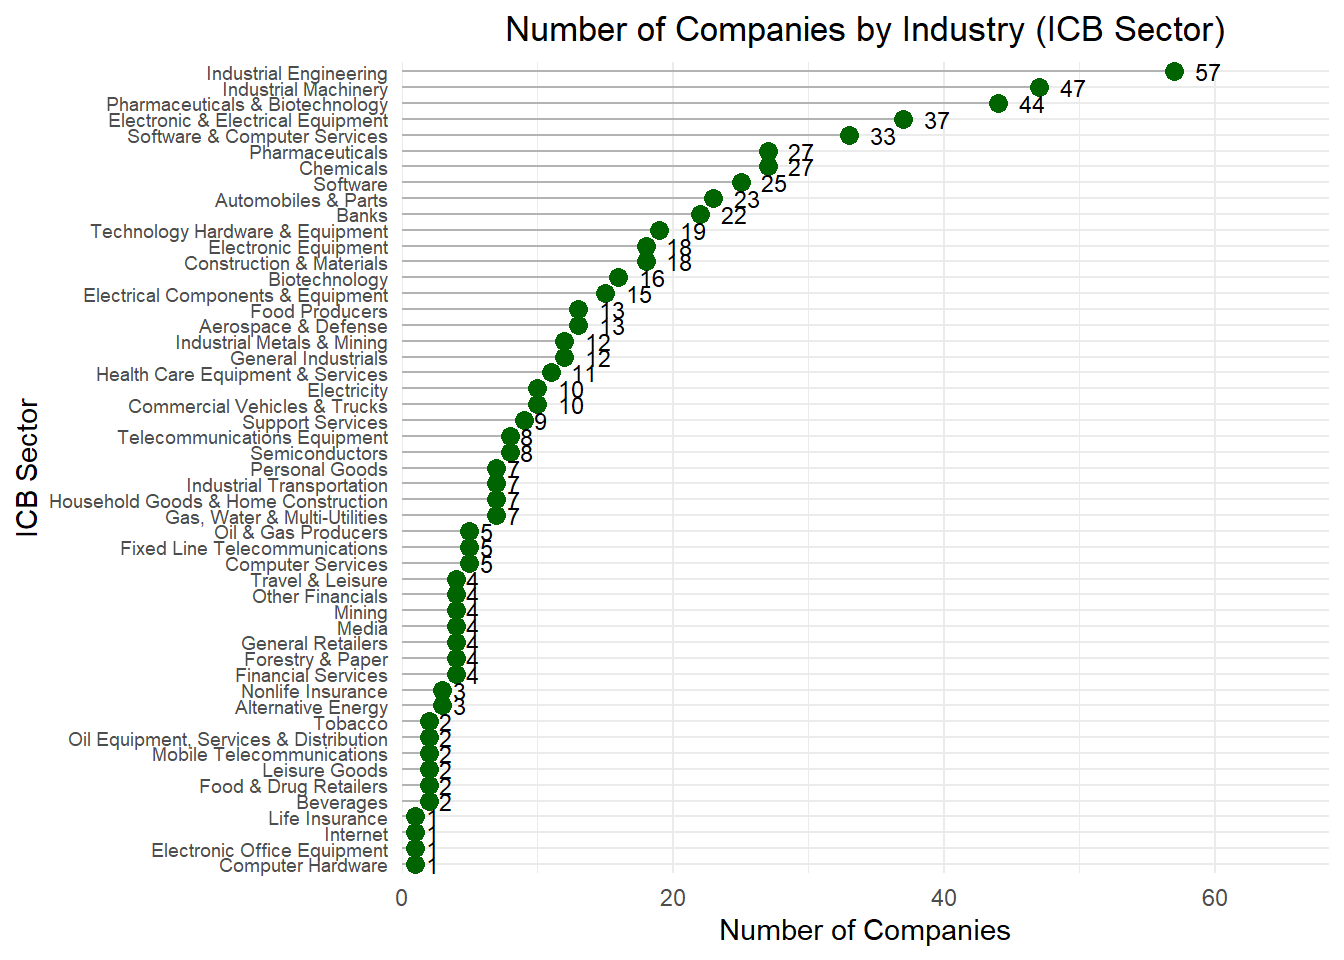 Number of Companies by Industry (ICB Sector)
Industrial Engineering 57
Industrial Machinery 47
Pharmaceuticals & Biotechnology 44
Electronic & Electrical Equipment 37
Software & Computer Services 33
Pharmaceuticals 27
Chemicals 27
Software 25
Automobiles & Parts 23
Banks 22
Technology Hardware & Equipment 19
Electronic Equipment 18
Construction & Materials 18
Biotechnology 16
Electrical Components & Equipment 15
Food Producers 13
Aerospace & Defense 13
Industrial Metals & Mining 12
General Industrials 12
Health Care Equipment & Services 11
Electricity 10
Commercial Vehicles & Trucks 10
Support Services 9
Telecommunications Equipment 8
Semiconductors 8
Personal Goods 7
Industrial Transportation 7
Household Goods & Home Construction 7
Gas, Water & Multi-Utilities 7
Oil & Gas Producers 5
Fixed Line Telecommunications 5
Computer Services 5
Travel & Leisure 4
Other Financials 4
Mining 4
Media 4
General Retailers 4
Forestry & Paper 4
Financial Services 4
Nonlife Insurance 3
Alternative Energy 3
Tobacco 2
Oil Equipment, Services & Distribution 2
Mobile Telecommunications 2
Leisure Goods 2
Food & Drug Retailers 2
Beverages 2
Life Insurance 1
Internet 1
Electronic Office Equipment 1
Computer Hardware 1
0 20 40 60
Number of Companies
ICB Sector